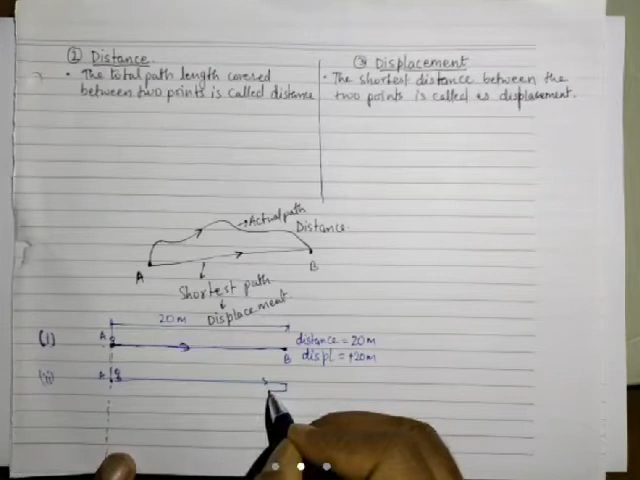 ② Distance.
• The total path length covered
between two points is called distance
③ Displacement
• The shortest distance between the
two points is called as displacement.
→Actual path
Distance
A
B
Shortest path
↓
Displacement
20m
(i)
A
B
distance = 20m
displ = +20m
(ii)
A